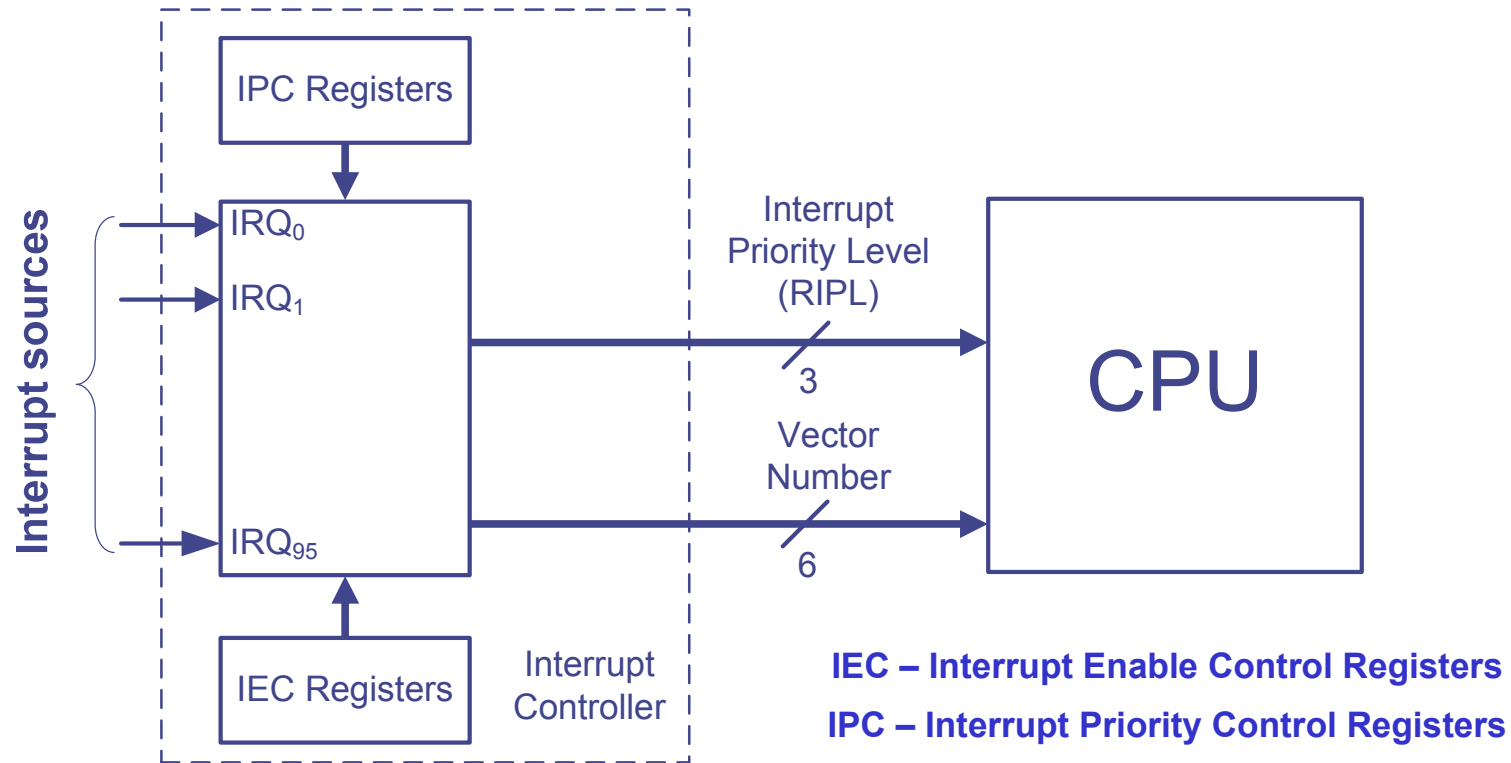 IPC Registers
Interrupt sources
IRQ0
IRQ1
IRQ95
IEC Registers
Interrupt
Controller
Interrupt
Priority Level
(RIPL)
3
Vector
Number
6
CPU
IEC – Interrupt Enable Control Registers
IPC – Interrupt Priority Control Registers